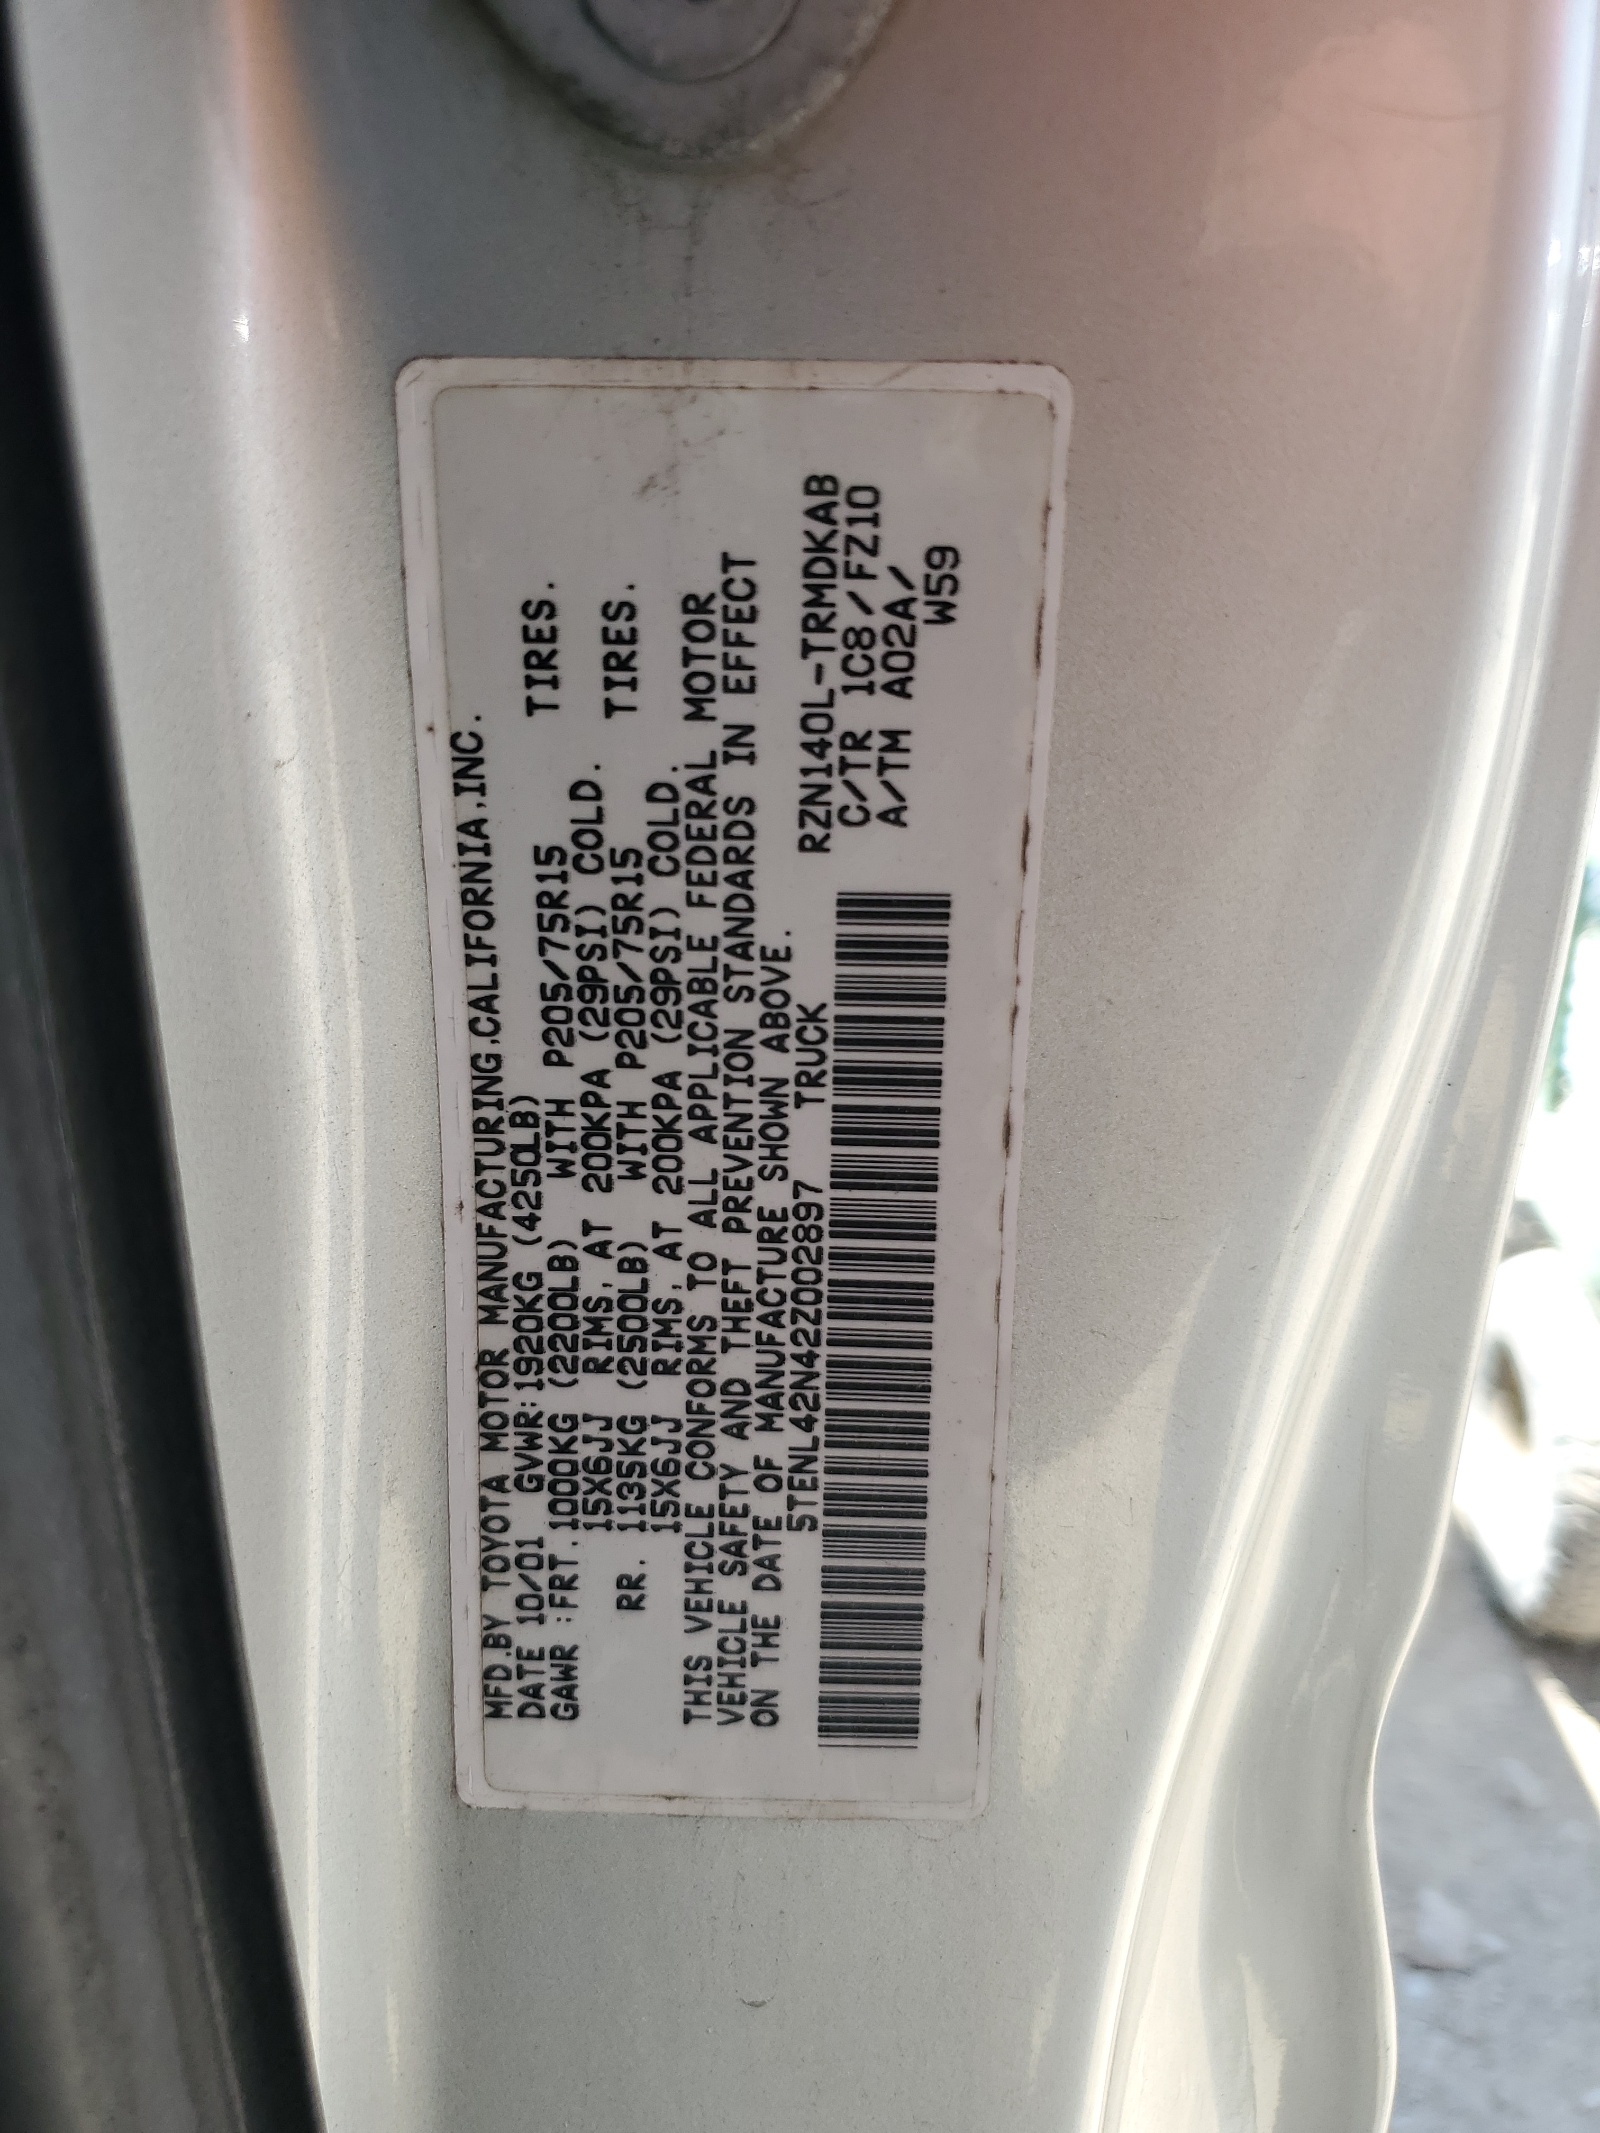 MFD.BY TOYOTA MOTOR MANUFACTURING,CALIFORNIA,INC.
DATE 10/01 GVWR:1920KG (4250LB)
GAWR :FRT.1000KG (2200LB) WITH P205/75R15 TIRES.
15X6JJ RIMS, AT 200KPA (29PSI) COLD.
RR. 1135KG (2500LB) WITH P205/75R15 TIRES.
15X6JJ RIMS, AT 200KPA (29PSI) COLD.
THIS VEHICLE CONFORMS TO ALL APPLICABLE FEDERAL MOTOR
VEHICLE SAFETY AND THEFT PREVENTION STANDARDS IN EFFECT
ON THE DATE OF MANUFACTURE SHOWN ABOVE.
5TENL42N42Z002897 TRUCK
RZN140L-TRMDKAB
C/TR 1C8/FZ10
A/TM A02A/
W59